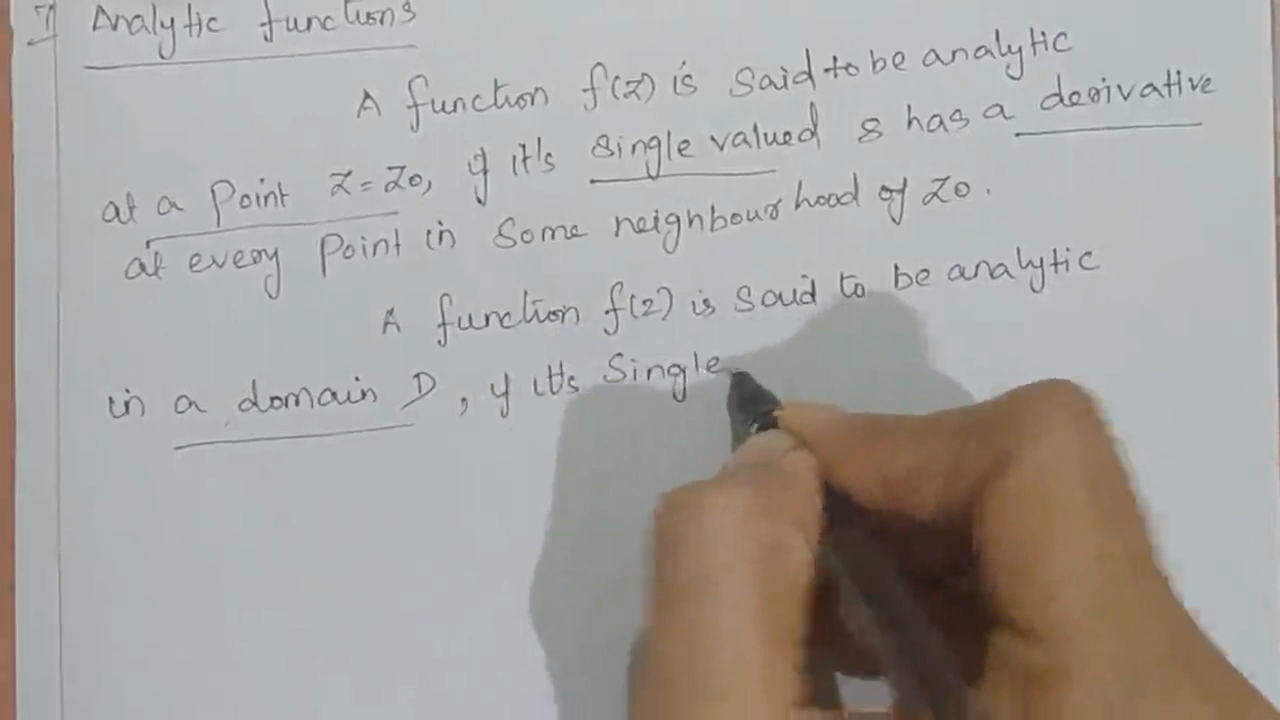 7) Analytic functions
A function f(z) is said to be analytic
at a point z=z0, if it's single valued & has a derivative
at every point in some neighbourhood of z0.
A function f(z) is said to be analytic
in a domain D, if it's single